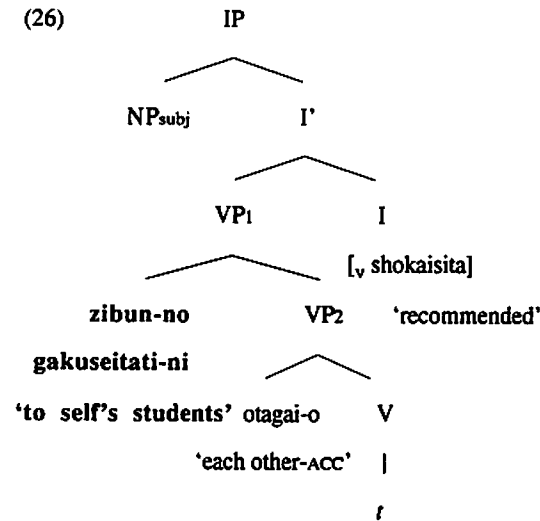 (26) IP
NPsubj I'
VP1 I
[v shokaisita]
zibun-no VP2 'recommended'
gakuseitati-ni
'to self's students' otagai-o V
'each other-ACC' |
t